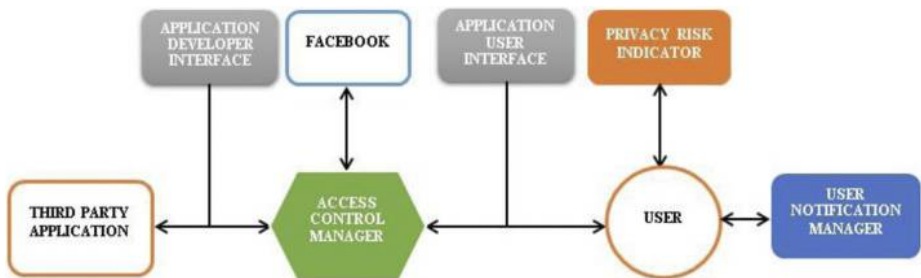 APPLICATION
DEVELOPER
INTERFACE
FACEBOOK
APPLICATION
USER
INTERFACE
PRIVACY RISK
INDICATOR
THIRD PARTY
APPLICATION
ACCESS
CONTROL
MANAGER
USER
USER
NOTIFICATION
MANAGER